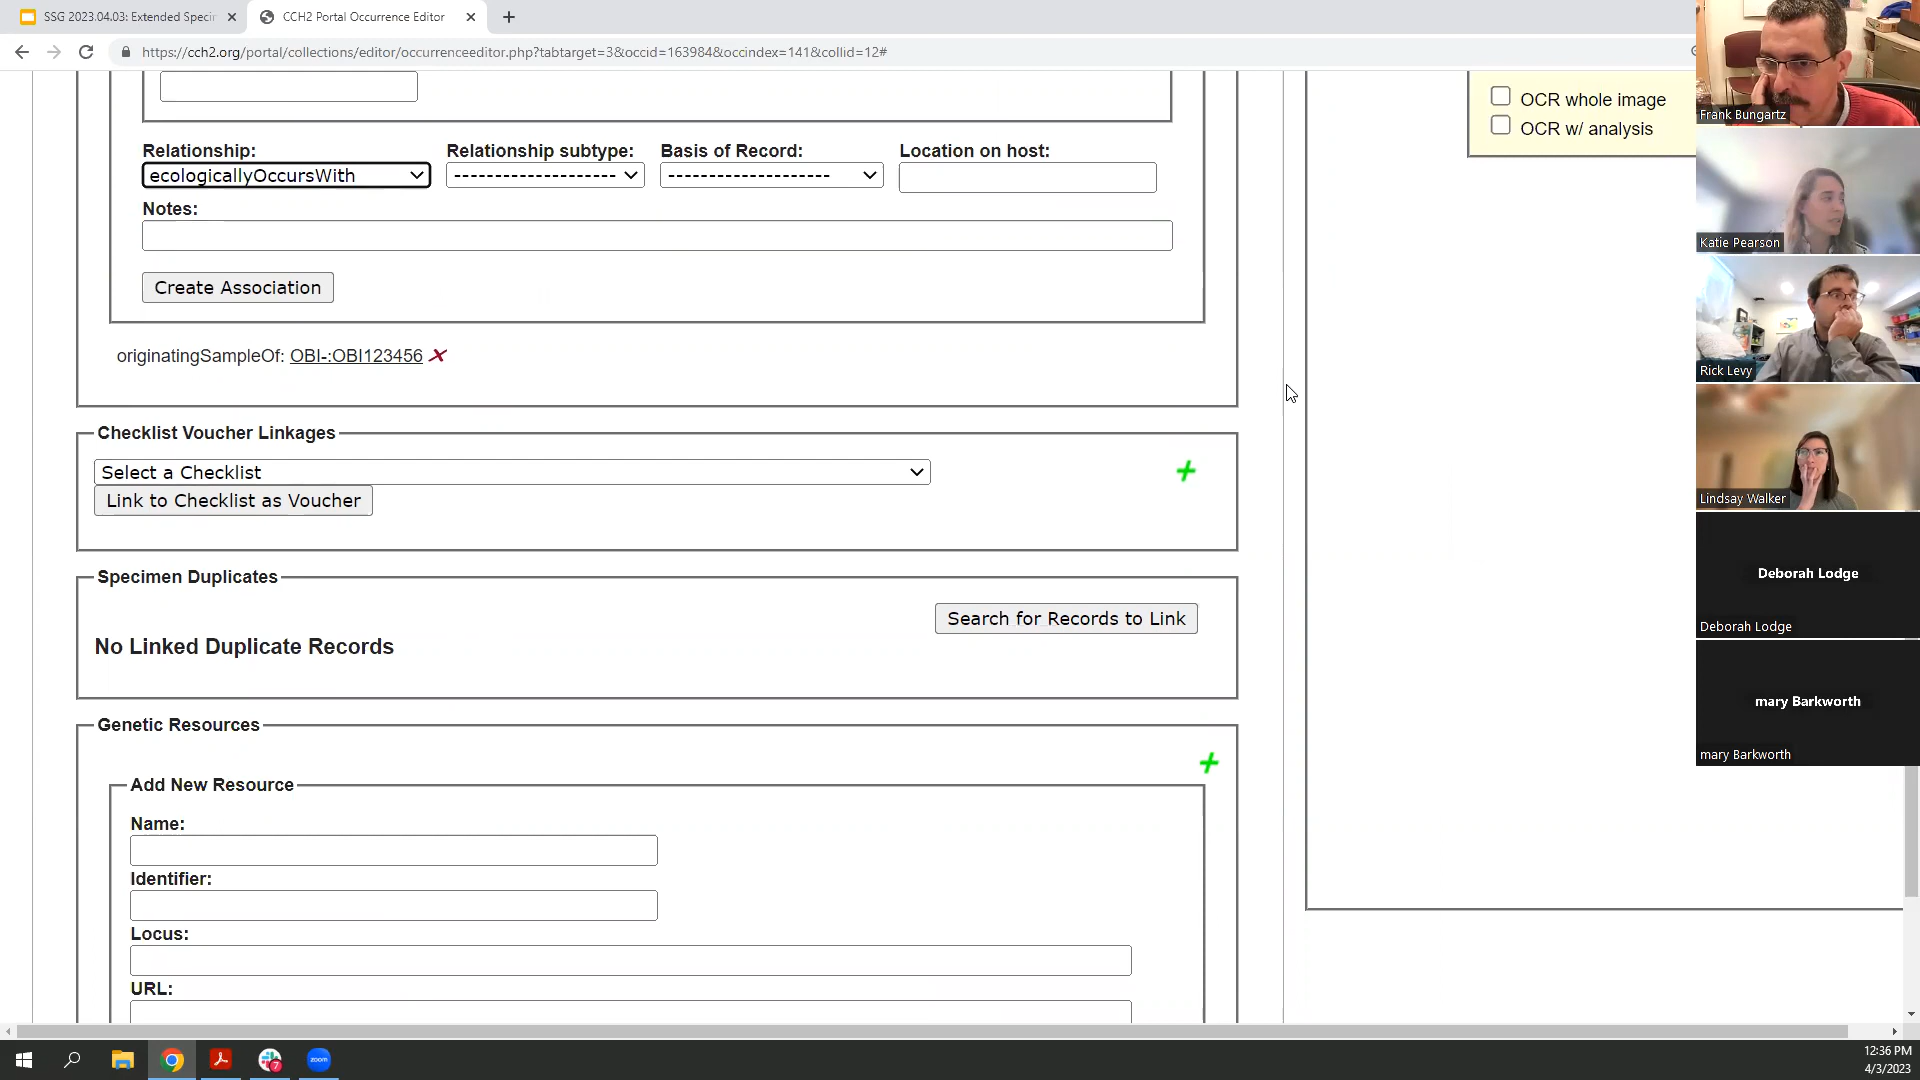 SSG 2023.04.03: Extended Speci
CCH2 Portal Occurrence Editor
https://cch2.org/portal/collections/editor/occurrenceeditor.php?tabtarget=3&occid=163984&occindex=141&collid=12#
OCR whole image
OCR w/ analysis
Relationship:
Relationship subtype:
Basis of Record:
Location on host:
ecologicallyOccursWith
--------------------
--------------------
Notes:
Create Association
originatingSampleOf: OBI-:OBI123456
Checklist Voucher Linkages
Select a Checklist
Link to Checklist as Voucher
Specimen Duplicates
Search for Records to Link
No Linked Duplicate Records
Genetic Resources
Add New Resource
Name:
Identifier:
Locus:
URL:
Frank Bungartz
Katie Pearson
Rick Levy
Lindsay Walker
Deborah Lodge
Deborah Lodge
mary Barkworth
mary Barkworth
7
zoom
12:36 PM
4/3/2023